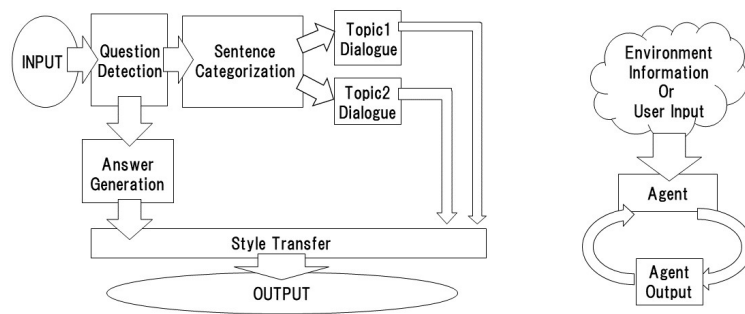 INPUT
Question
Detection
Sentence
Categorization
Topic1
Dialogue
Topic2
Dialogue
Answer
Generation
Style Transfer
OUTPUT
Environment
Information
Or
User Input
Agent
Agent
Output